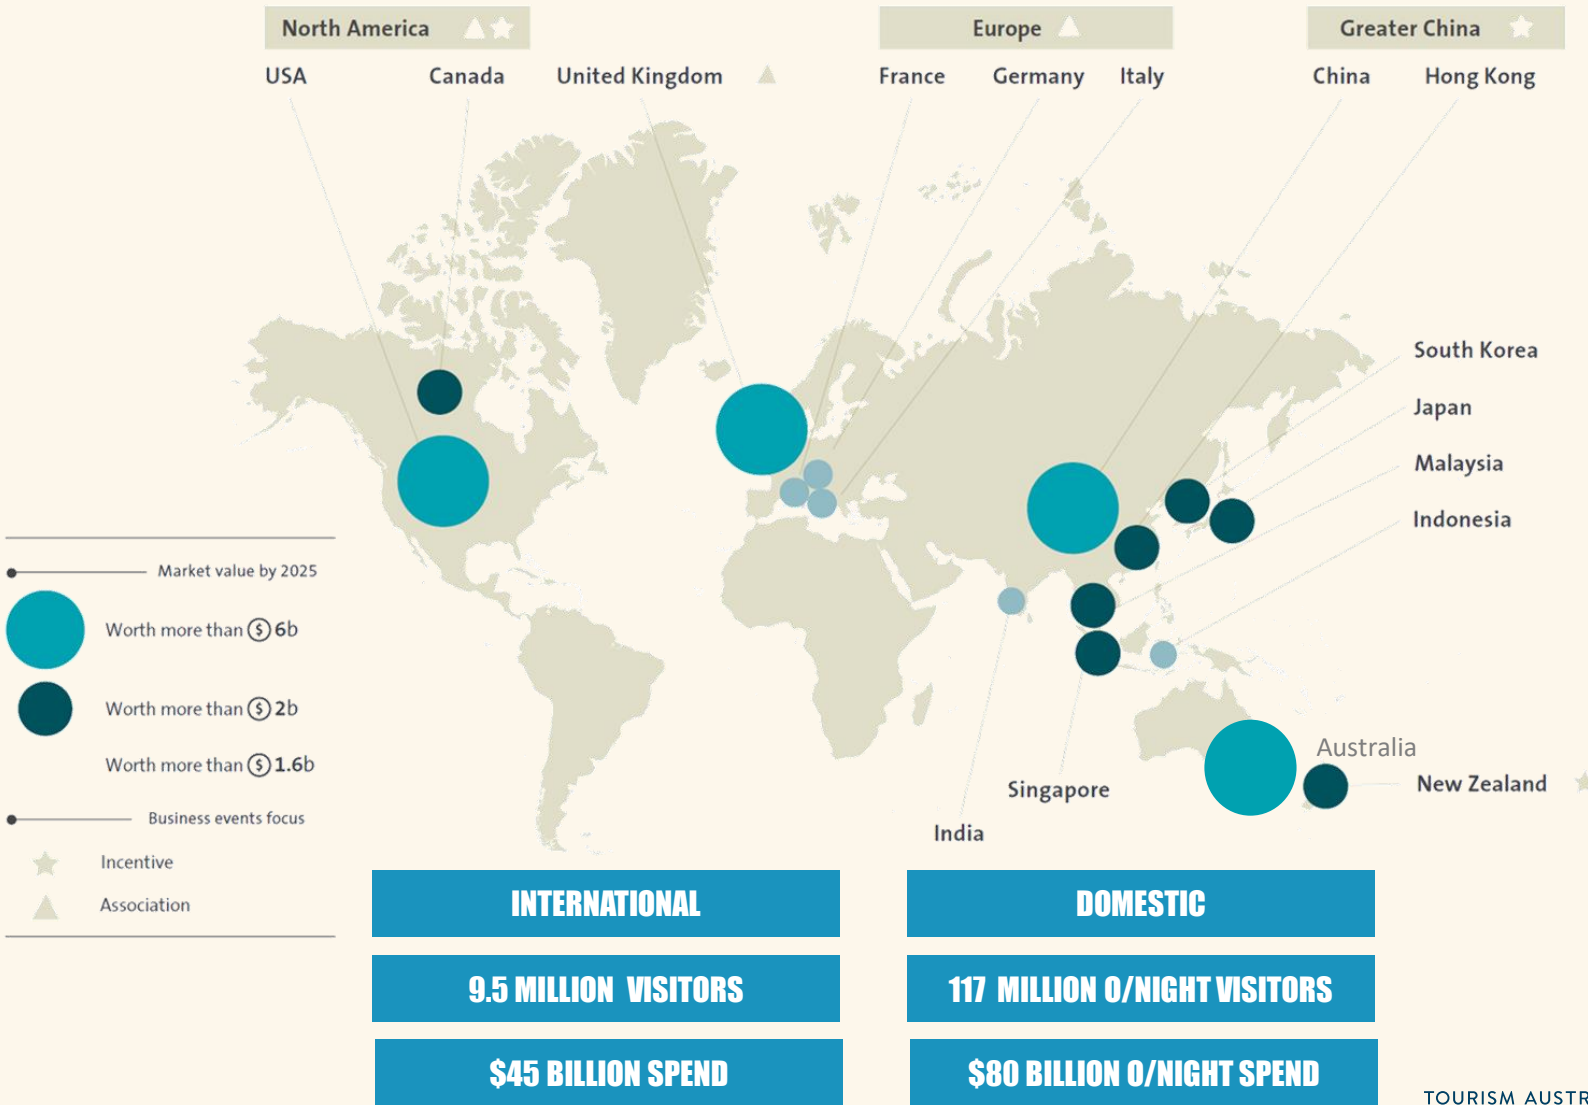 North America
Europe
Greater China
USA
Canada
United Kingdom
France
Germany
Italy
China
Hong Kong
South Korea
Japan
Malaysia
Indonesia
Market value by 2025
Worth more than $ 6b
Worth more than $ 2b
Worth more than $ 1.6b
Business events focus
Incentive
Association
Australia
New Zealand
Singapore
India
INTERNATIONAL
DOMESTIC
9.5 MILLION VISITORS
117 MILLION O/NIGHT VISITORS
$45 BILLION SPEND
$80 BILLION O/NIGHT SPEND
TOURISM AUSTR